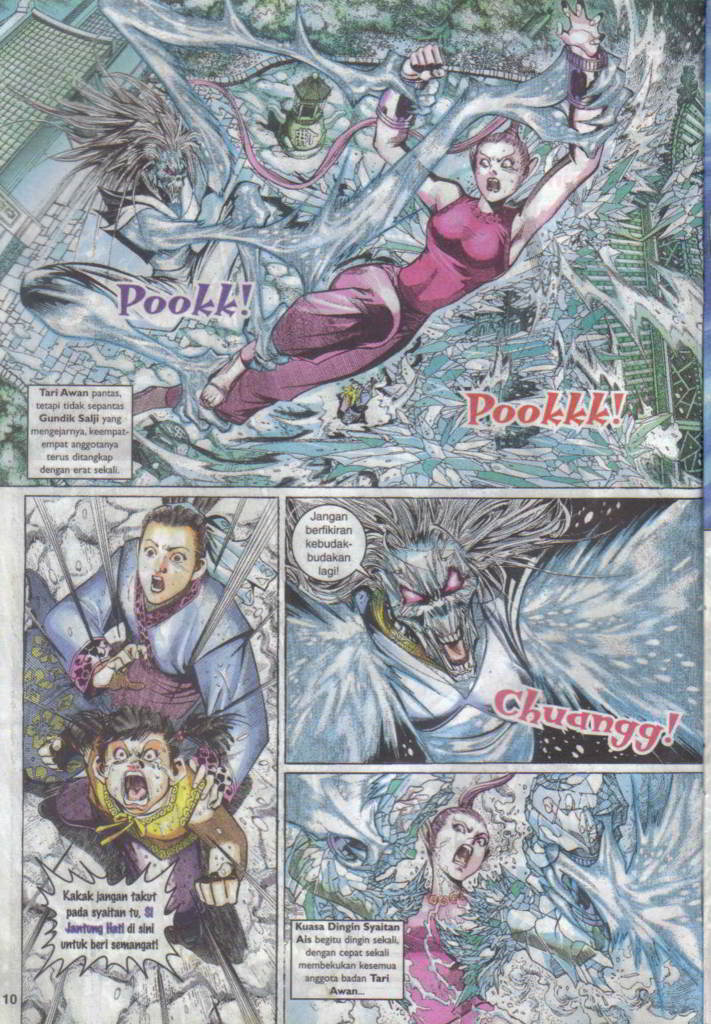 Pookk!
Pookkk!
Tari Awan pantas,
tetapi tidak sepantas
Gundik Salji yang
mengejarnya, keempat-
empat anggotanya
terus ditangkap
dengan erat sekali.
Jangan
berfikiran
kebudak-
budakan
lagi!
Chuangg!
Kakak jangan takut
pada syaitan tu, Si
Jantung Hati di sini
untuk beri semangat!
Kuasa Dingin Syaitan
Ais begitu dingin sekali,
dengan cepat sekali
membekukan kesemua
anggota badan Tari
Awan...
10